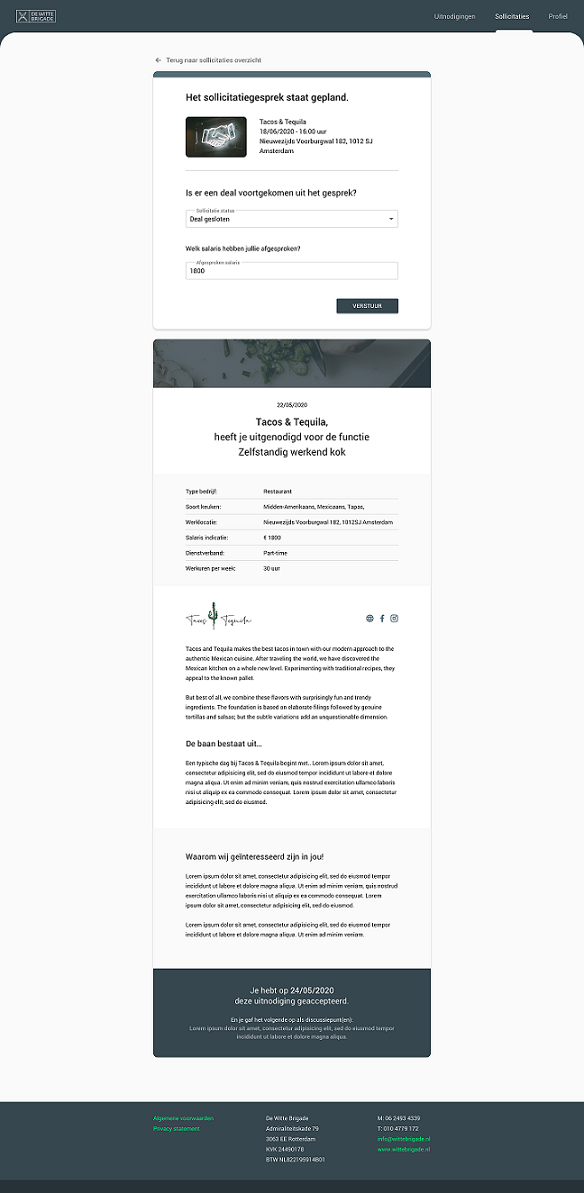 DE WITTE
BRIGADE
Uitnodigingen
Sollicitaties
Profiel
Terug naar sollicitaties overzicht
Het sollicitatiegesprek staat gepland.
Tacos & Tequila
18/06/2020 - 16:00 uur
Nieuwezijds Voorburgwal 182, 1012 SJ
Amsterdam
Is er een deal voortgekomen uit het gesprek?
Sollicitatie status
Deal gesloten
Welk salaris hebben jullie afgesproken?
Afgesproken salaris
1800
VERSTUUR
22/05/2020
Tacos & Tequila,
heeft je uitgenodigd voor de functie
Zelfstandig werkend kok
Type bedrijf: Restaurant
Soort keuken: Midden-Amerikaans, Mexicaans, Tapas,
Werklocatie: Nieuwezijds Voorburgwal 182, 1012SJ Amsterdam
Salaris indicatie: € 1800
Dienstverband: Part-time
Werkuren per week: 30 uur
Tacos Tequila
Tacos and Tequila makes the best tacos in town with our modern approach to the
authentic Mexican cuisine. After traveling the world, we have discovered the
Mexican kitchen on a whole new level. Experimenting with traditional recipes, they
appeal to the known pallet.
But best of all, we combine these flavors with surprisingly fun and trendy
ingredients. The foundation is based on elaborate filings followed by genuine
tortillas and salsas; but the subtle variations add an unquestionable dimension.
De baan bestaat uit...
Een typische dag bij Tacos & Tequila begint met.. Lorem ipsum dolor sit amet,
consectetur adipisicing elit, sed do eiusmod tempor incididunt ut labore et dolore
magna aliqua. Ut enim ad minim veniam, quis nostrud exercitation ullamco laboris
nisi ut aliquip ex ea commodo consequat. Lorem ipsum dolor sit amet, consectetur
adipisicing elit, sed do eiusmod.
Waarom wij geïnteresseerd zijn in jou!
Lorem ipsum dolor sit amet, consectetur adipisicing elit, sed do eiusmod tempor
incididunt ut labore et dolore magna aliqua. Ut enim ad minim veniam, quis nostrud
exercitation ullamco laboris nisi ut aliquip ex ea commodo consequat. Lorem
ipsum dolor sit amet, consectetur adipisicing elit, sed do eiusmod.
Lorem ipsum dolor sit amet, consectetur adipisicing elit, sed do eiusmod tempor
incididunt ut labore et dolore magna aliqua. Ut enim ad minim veniam.
Je hebt op 24/05/2020
deze uitnodiging geaccepteerd.
En je gaf het volgende op als discussiepunt(en):
Lorem ipsum dolor sit amet, consectetur adipisicing elit, sed do eiusmod tempor
incididunt ut labore et dolore magna aliqua.
Algemene voorwaarden
Privacy statement
De Witte Brigade
Admiraliteitskade 79
3063 EE Rotterdam
KVK 24490178
BTW NL822195914B01
M: 06 2493 4339
T: 010 4779 172
info@wittebrigade.nl
www.wittebrigade.nl